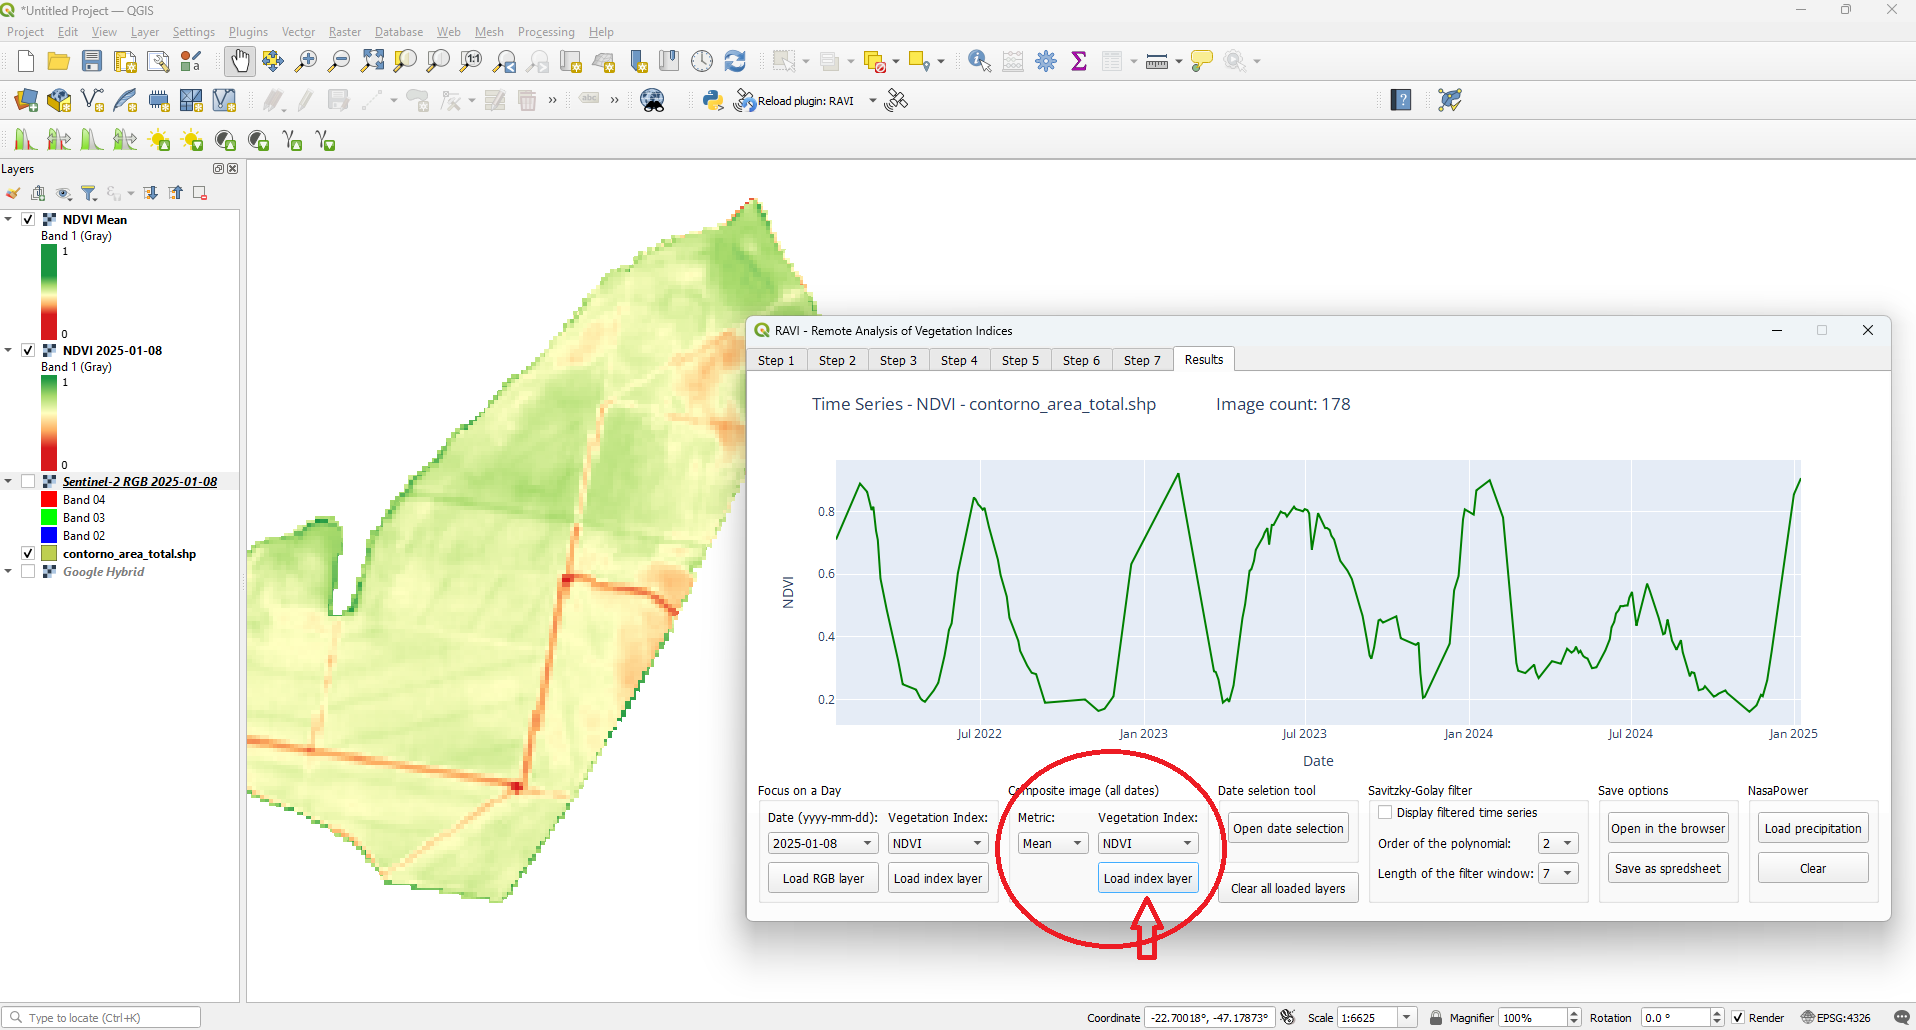 *Untitled Project — QGIS
Project Edit View Layer Settings Plugins Vector Raster Database Web Mesh Processing Help
1:1
abc
Reload plugin: RAVI
Layers
NDVI Mean
Band 1 (Gray)
1
0
NDVI 2025-01-08
Band 1 (Gray)
1
0
Sentinel-2 RGB 2025-01-08
Band 04
Band 03
Band 02
contorno_area_total.shp
Google Hybrid
RAVI - Remote Analysis of Vegetation Indices
Step 1 Step 2 Step 3 Step 4 Step 5 Step 6 Step 7 Results
Time Series - NDVI - contorno_area_total.shp Image count: 178
NDVI
0.8
0.6
0.4
0.2
Jul 2022 Jan 2023 Jul 2023 Jan 2024 Jul 2024 Jan 2025
Date
Focus on a Day
Date (yyyy-mm-dd): Vegetation Index:
2025-01-08 NDVI
Load RGB layer Load index layer
Composite image (all dates)
Metric: Vegetation Index:
Mean NDVI
Load index layer
Date seletion tool
Open date selection
Clear all loaded layers
Savitzky-Golay filter
Display filtered time series
Order of the polynomial: 2
Length of the filter window: 7
Save options
Open in the browser
Save as spredsheet
NasaPower
Load precipitation
Clear
Type to locate (Ctrl+K)
Coordinate -22.70018°, -47.17873° Scale 1:6625 Magnifier 100% Rotation 0.0 ° Render EPSG:4326